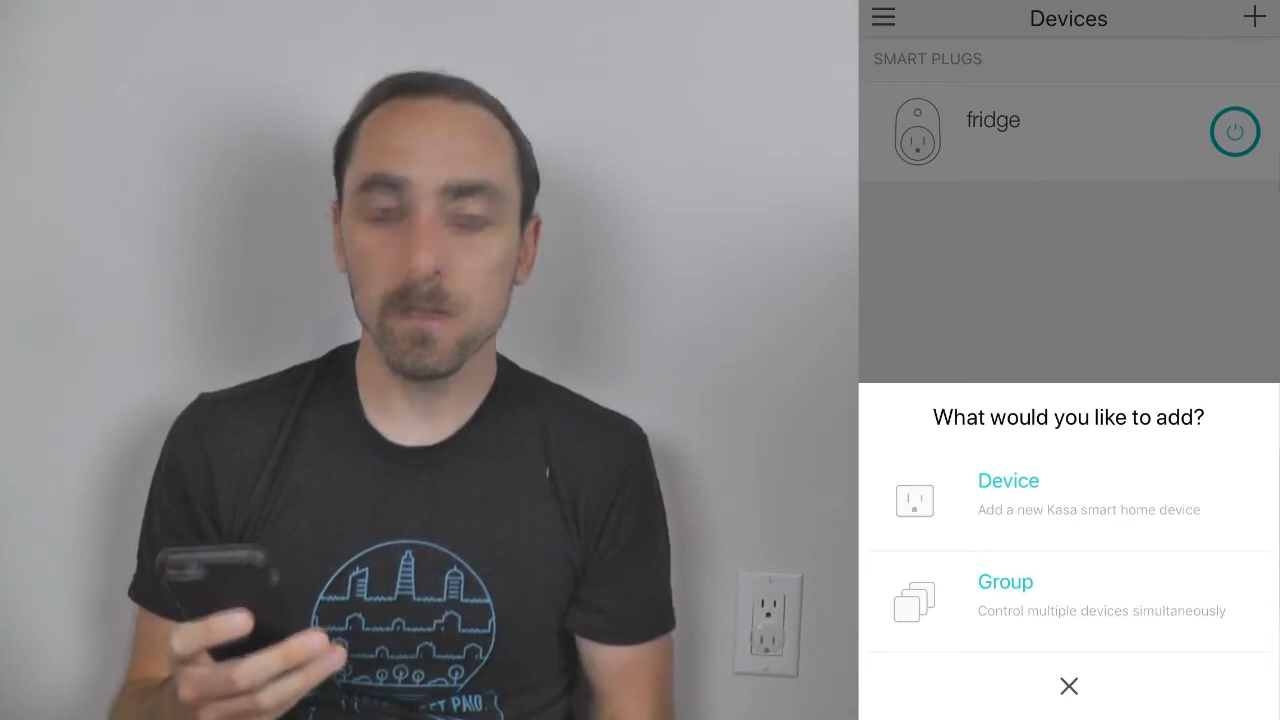 Devices
SMART PLUGS
fridge
What would you like to add?
Device
Add a new Kasa smart home device
Group
Control multiple devices simultaneously
PAID.